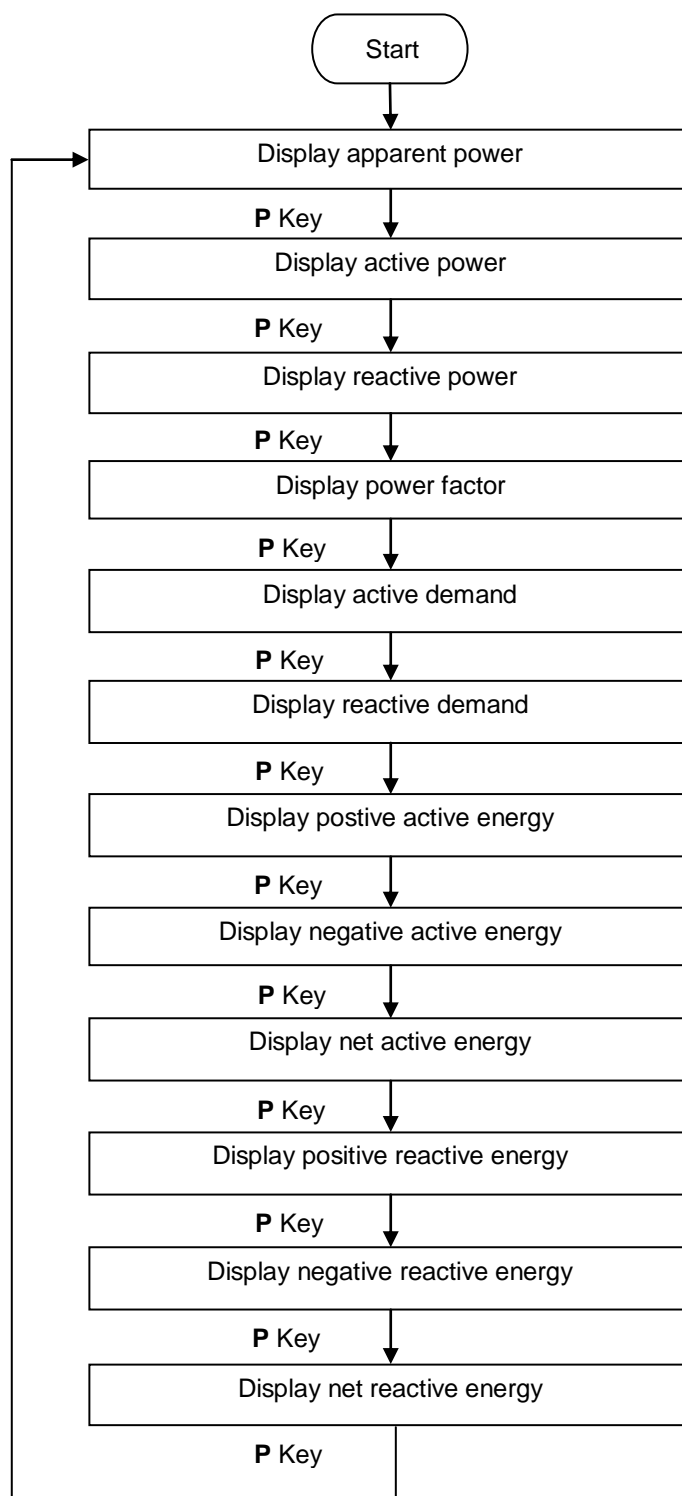 Start
Display apparent power
P Key
Display active power
P Key
Display reactive power
P Key
Display power factor
P Key
Display active demand
P Key
Display reactive demand
P Key
Display postive active energy
P Key
Display negative active energy
P Key
Display net active energy
P Key
Display positive reactive energy
P Key
Display negative reactive energy
P Key
Display net reactive energy
P Key